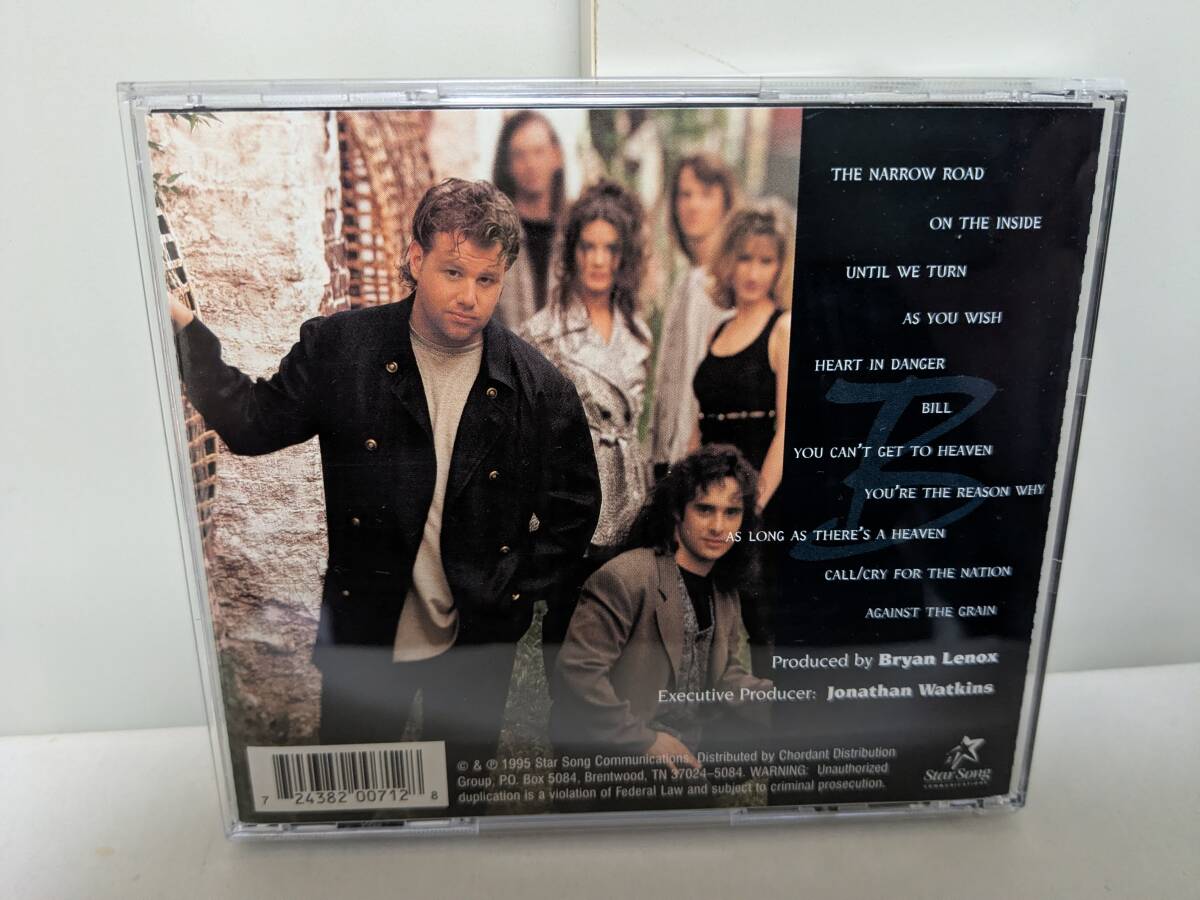 THE NARROW ROAD
ON THE INSIDE
UNTIL WE TURN
AS YOU WISH
HEART IN DANGER
BILL
YOU CAN'T GET TO HEAVEN
YOU'RE THE REASON WHY
AS LONG AS THERE'S A HEAVEN
CALL/CRY FOR THE NATION
AGAINST THE GRAIN
B
Produced by Bryan Lenox
Executive Producer: Jonathan Watkins
© & ℗ 1995 Star Song Communications. Distributed by Chordant Distribution
Group, P.O. Box 5084, Brentwood, TN 37024-5084. WARNING: Unauthorized
duplication is a violation of Federal Law and subject to criminal prosecution.
7 24382 00712 8
Star Song
COMMUNICATIONS